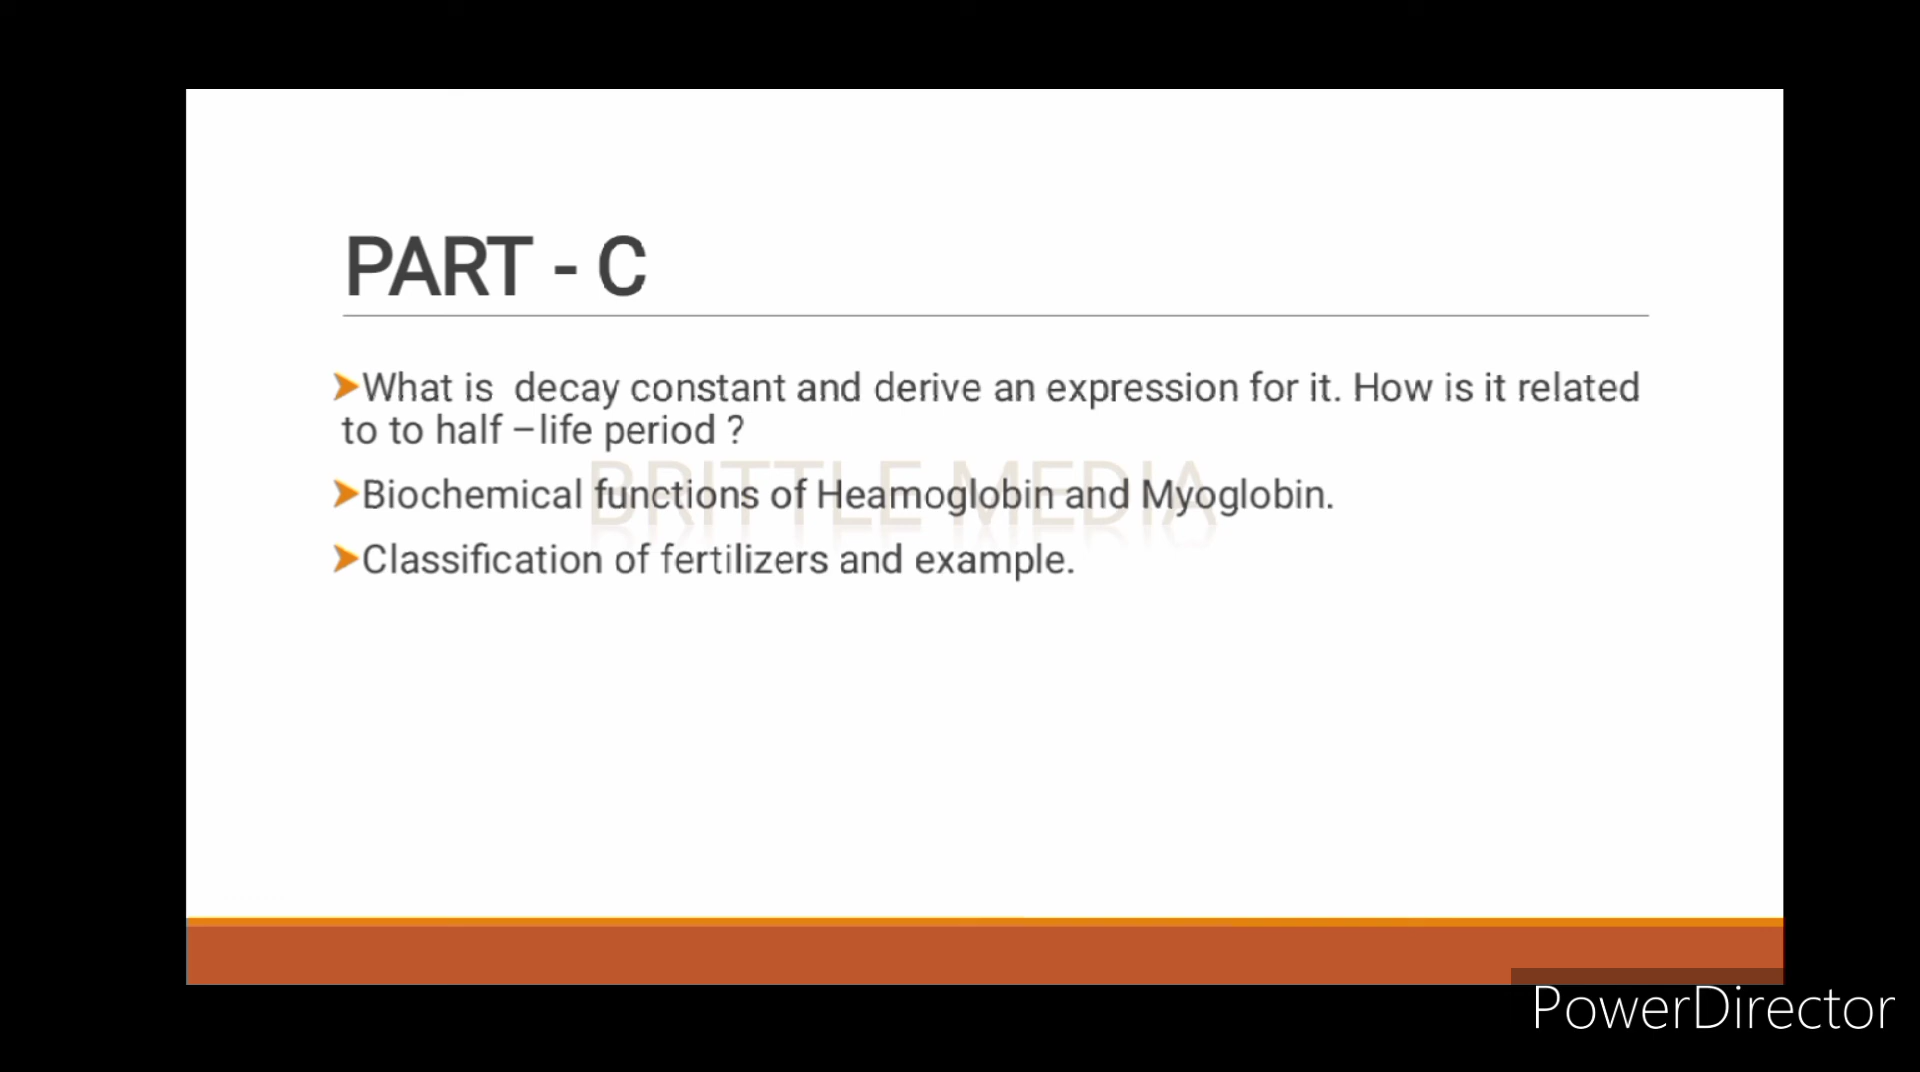 PART - C
➤What is decay constant and derive an expression for it. How is it related
to to half –life period ?
BRITTLE MEDIA
➤Biochemical functions of Heamoglobin and Myoglobin.
➤Classification of fertilizers and example.
PowerDirector